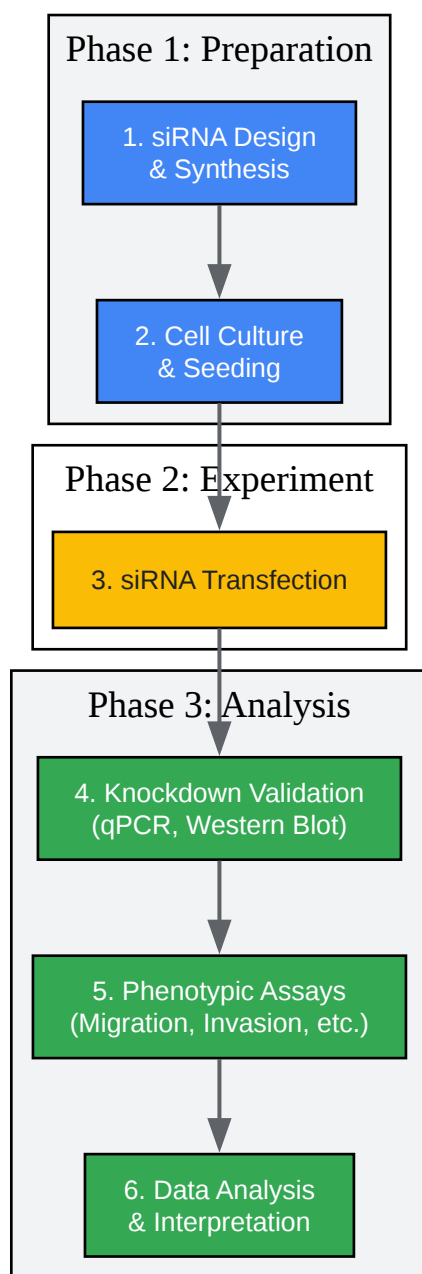 Phase 1: Preparation
1. siRNA Design
& Synthesis
2. Cell Culture
& Seeding
Phase 2: Experiment
3. siRNA Transfection
Phase 3: Analysis
4. Knockdown Validation
(qPCR, Western Blot)
5. Phenotypic Assays
(Migration, Invasion, etc.)
6. Data Analysis
& Interpretation